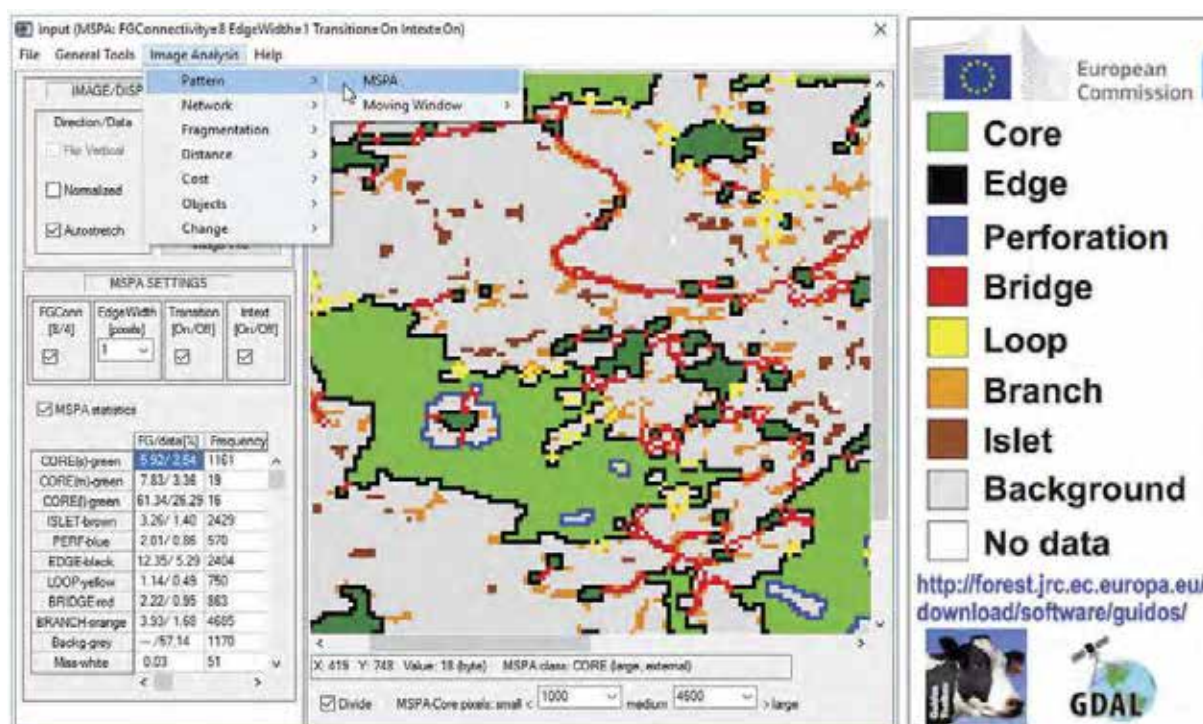 Input (MSPA: FGConnectivity=8 EdgeWidth=1 Transition=On Intext=On)
File General Tools Image Analysis Help
Pattern
Network
Fragmentation
Distance
Cost
Objects
Change
MSPA
Moving Window
IMAGE/DISP
Direction/Data
Flip Vertical
Normalized
Autostretch
MSPA SETTINGS
FGConn [8/4]
EdgeWidth [pixels]
Transition [On/Off]
Intext [On/Off]
1
MSPA statistics
FG/data[%] Frequency
CORE(s)-green 5.92/ 2.54 1161
CORE(m)-green 7.83/ 3.36 19
CORE(l)-green 61.34/26.29 16
ISLET-brown 3.26/ 1.40 2429
PERF-blue 2.01/ 0.86 570
EDGE-black 12.35/ 5.29 2404
LOOP-yellow 1.14/ 0.49 750
BRIDGE-red 2.22/ 0.95 863
BRANCH-orange 3.93/ 1.68 4685
Backg-grey --/57.14 1170
Miss-white 0.03 51
X: 419 Y: 748 Value: 18 (byte) MSPA class: CORE (large, external)
Divide MSPA-Core pixels: small < 1000 medium 4600 > large
European
Commission
Core
Edge
Perforation
Bridge
Loop
Branch
Islet
Background
No data
http://forest.jrc.ec.europa.eu/
download/software/guidos/
GDAL